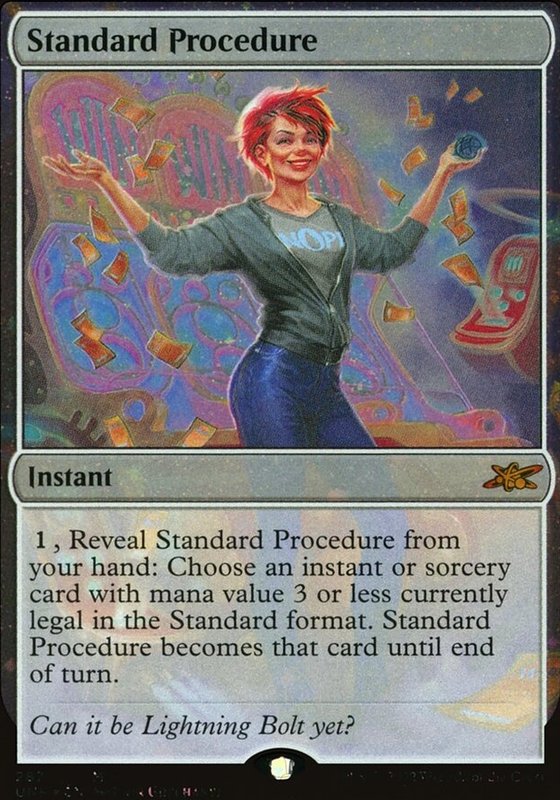 Standard Procedure
NOPE
Instant
1, Reveal Standard Procedure from
your hand: Choose an instant or sorcery
card with mana value 3 or less currently
legal in the Standard format. Standard
Procedure becomes that card until end
of turn.
Can it be Lightning Bolt yet?